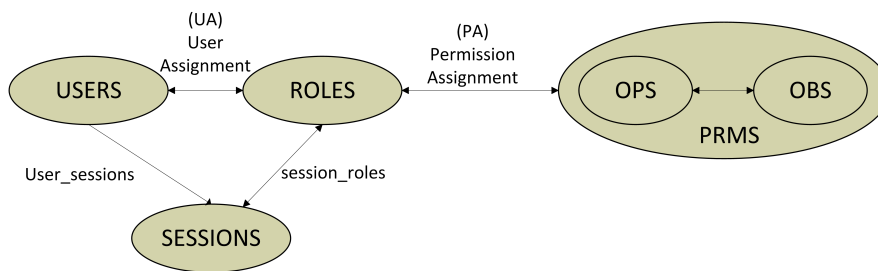 (UA)
User
Assignment
(PA)
Permission
Assignment
USERS
ROLES
OPS
OBS
PRMS
User_sessions
session_roles
SESSIONS